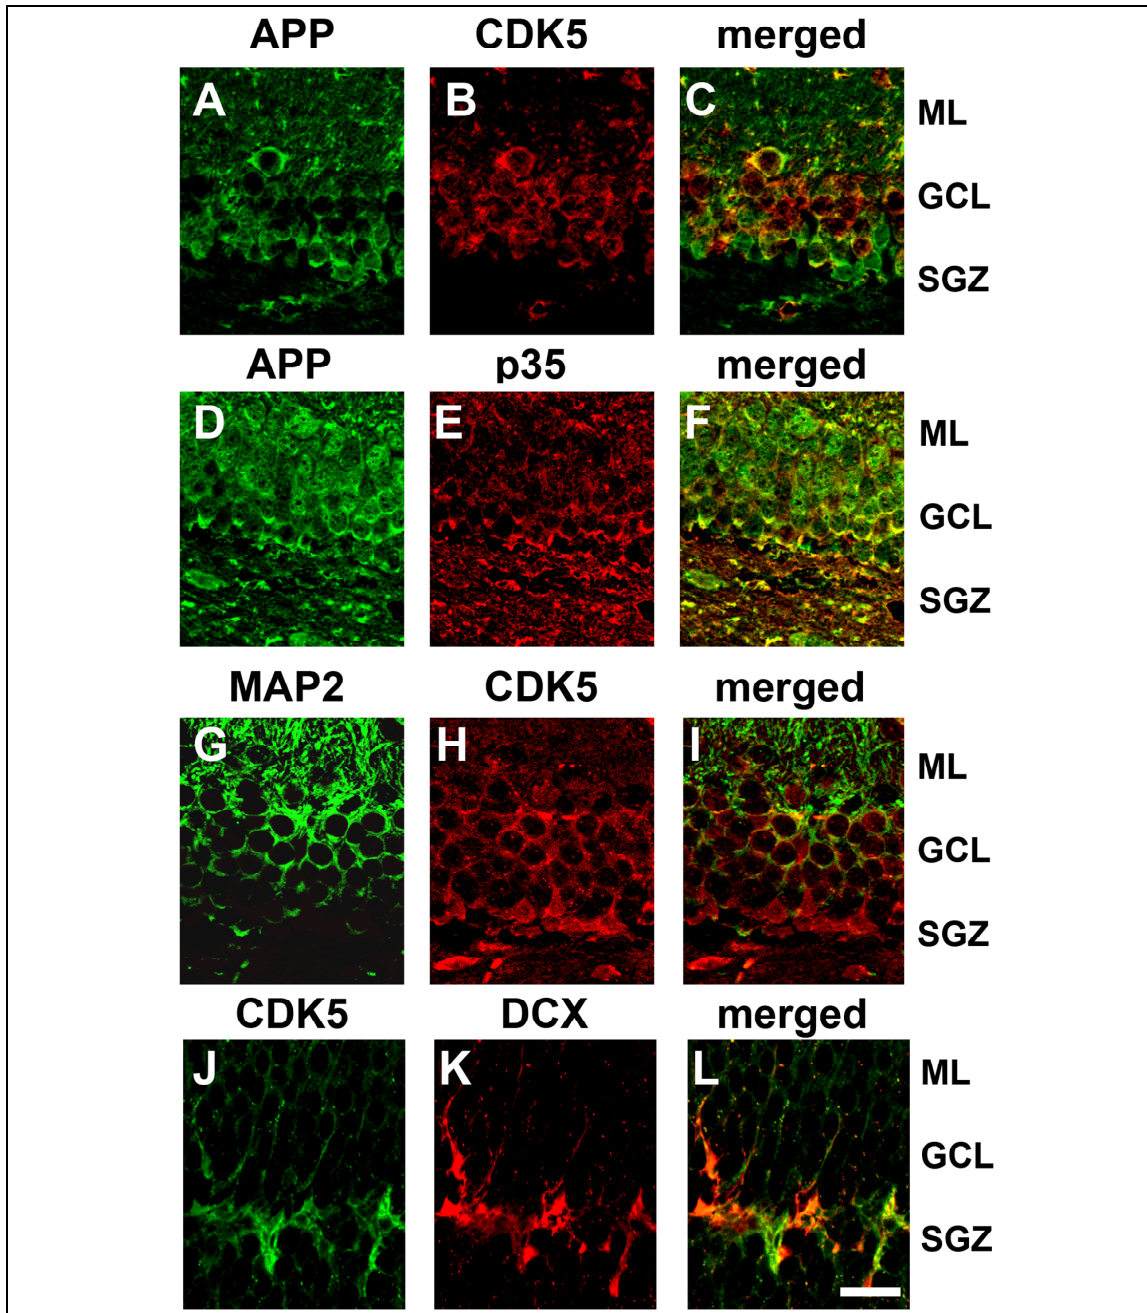 APP CDK5 merged
A B C ML
GCL
SGZ
APP p35 merged
D E F ML
GCL
SGZ
MAP2 CDK5 merged
G H I ML
GCL
SGZ
CDK5 DCX merged
J K L ML
GCL
SGZ